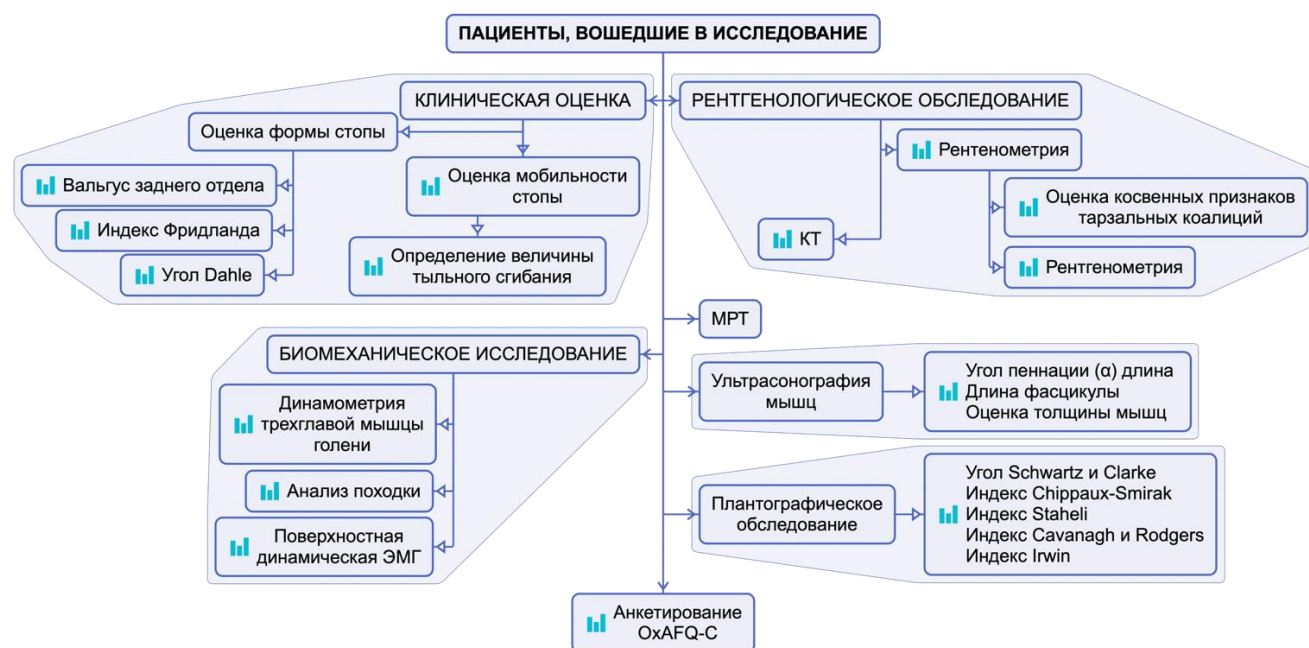 ПАЦИЕНТЫ, ВОШЕДШИЕ В ИССЛЕДОВАНИЕ
КЛИНИЧЕСКАЯ ОЦЕНКА
Оценка формы стопы
Вальгус заднего отдела
Индекс Фридланда
Угол Dahle
Оценка мобильности
стопы
Определение величины
тыльного сгибания
РЕНТГЕНОЛОГИЧЕСКОЕ ОБСЛЕДОВАНИЕ
Рентенометрия
Оценка косвенных признаков
тарзальных коалиций
КТ
Рентгенометрия
МРТ
БИОМЕХАНИЧЕСКОЕ ИССЛЕДОВАНИЕ
Динамометрия
трехглавой мышцы
голени
Анализ походки
Поверхностная
динамическая ЭМГ
Ультрасонография
мышц
Угол пеннации (α) длина
Длина фасцикулы
Оценка толщины мышц
Плантографическое
обследование
Угол Schwartz и Clarke
Индекс Chippaux-Smirak
Индекс Staheli
Индекс Cavanagh и Rodgers
Индекс Irwin
Анкетирование
OxAFQ-C